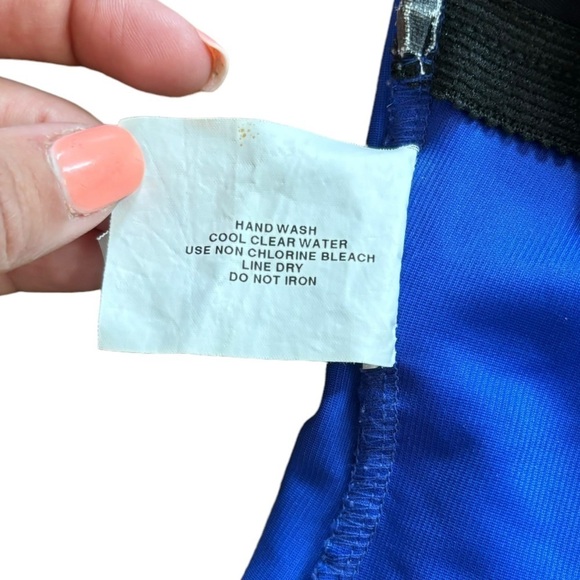 HAND WASH
COOL CLEAR WATER
USE NON CHLORINE BLEACH
LINE DRY
DO NOT IRON